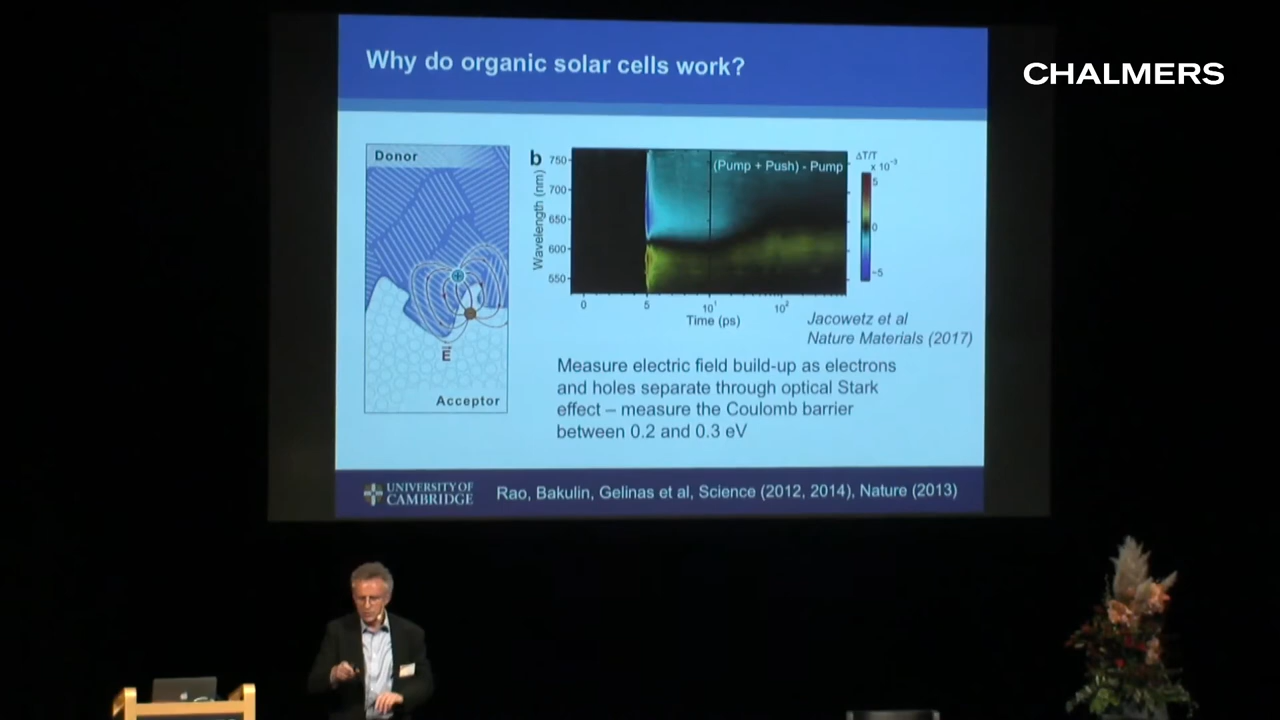 Why do organic solar cells work?
CHALMERS
Donor
E
Acceptor
b
Wavelength (nm)
750
700
650
600
550
(Pump + Push) - Pump
ΔT/T
x 10⁻³
5
0
-5
0
5
10¹
10²
Time (ps)
Jacowetz et al
Nature Materials (2017)
Measure electric field build-up as electrons
and holes separate through optical Stark
effect – measure the Coulomb barrier
between 0.2 and 0.3 eV
UNIVERSITY OF
CAMBRIDGE
Rao, Bakulin, Gelinas et al, Science (2012, 2014), Nature (2013)